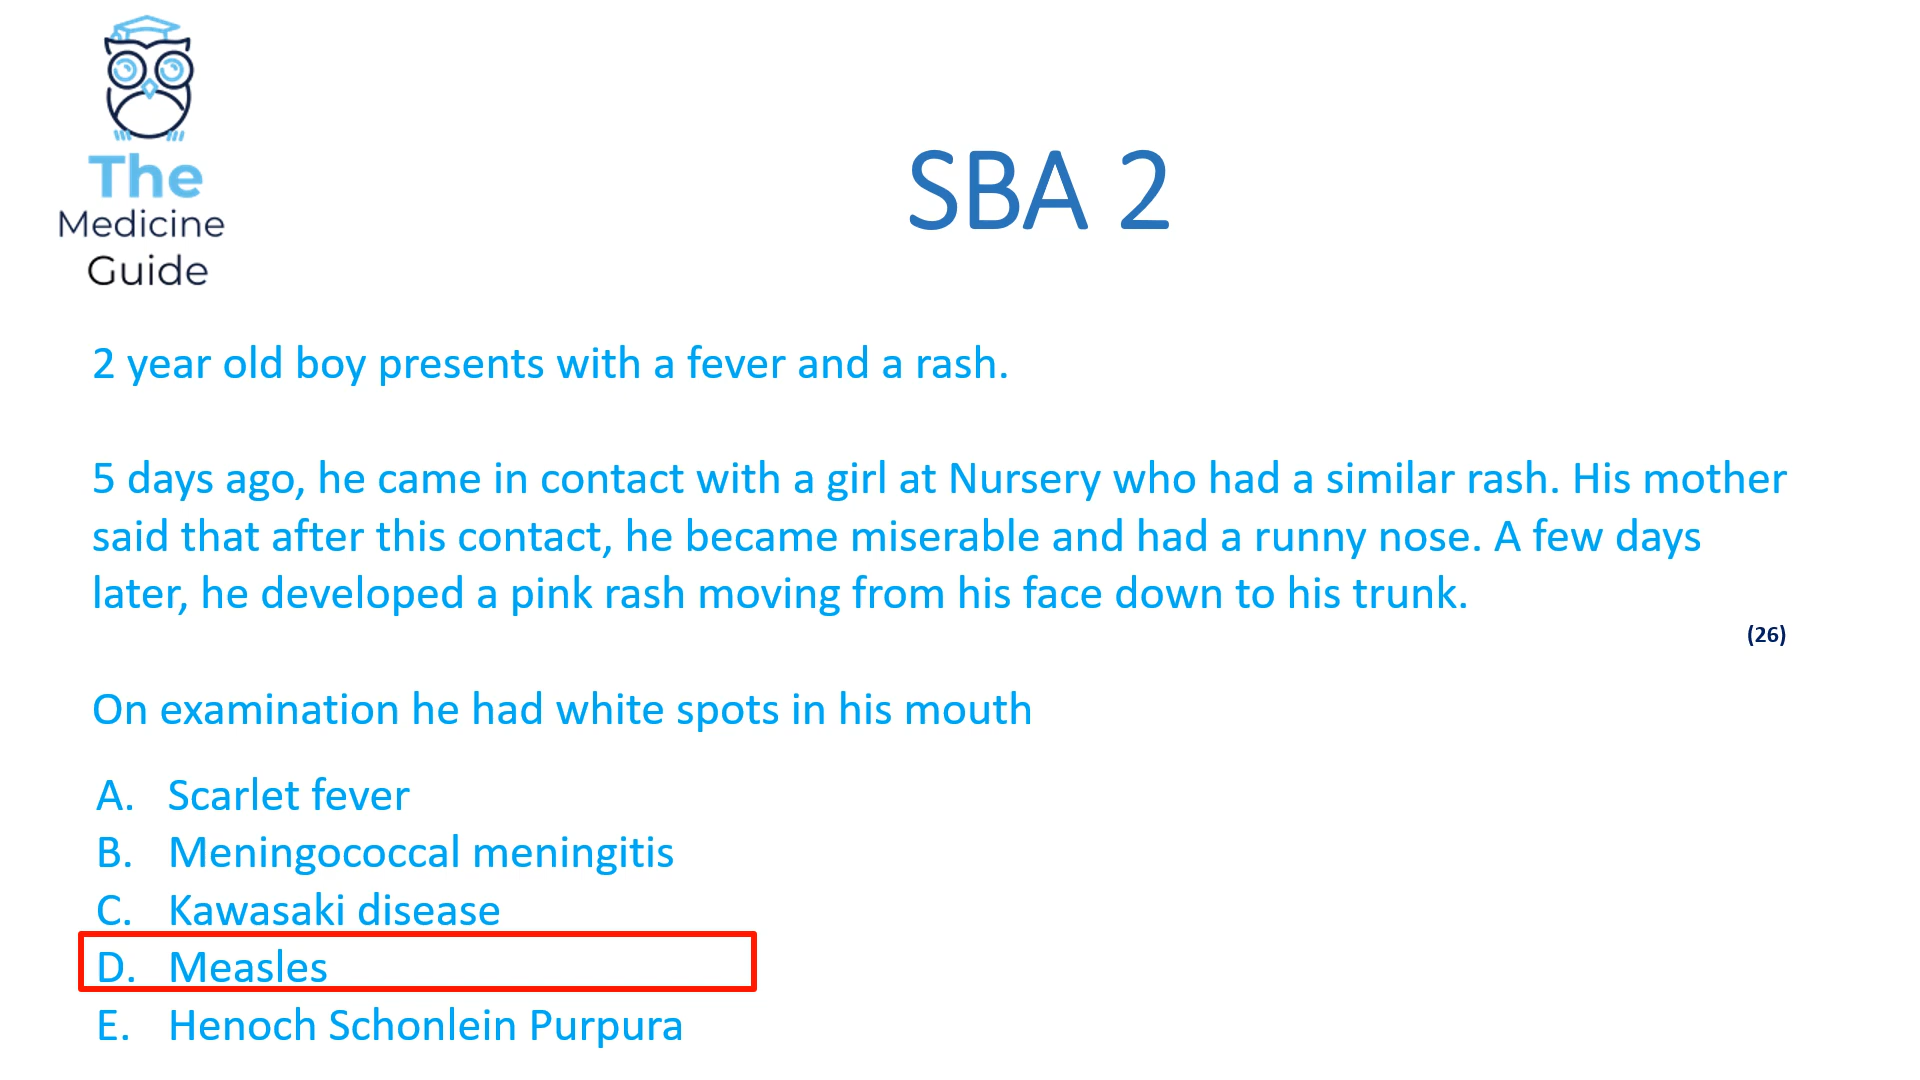 The
Medicine
Guide
SBA 2
2 year old boy presents with a fever and a rash.
5 days ago, he came in contact with a girl at Nursery who had a similar rash. His mother
said that after this contact, he became miserable and had a runny nose. A few days
later, he developed a pink rash moving from his face down to his trunk.
(26)
On examination he had white spots in his mouth
A. Scarlet fever
B. Meningococcal meningitis
C. Kawasaki disease
D. Measles
E. Henoch Schonlein Purpura